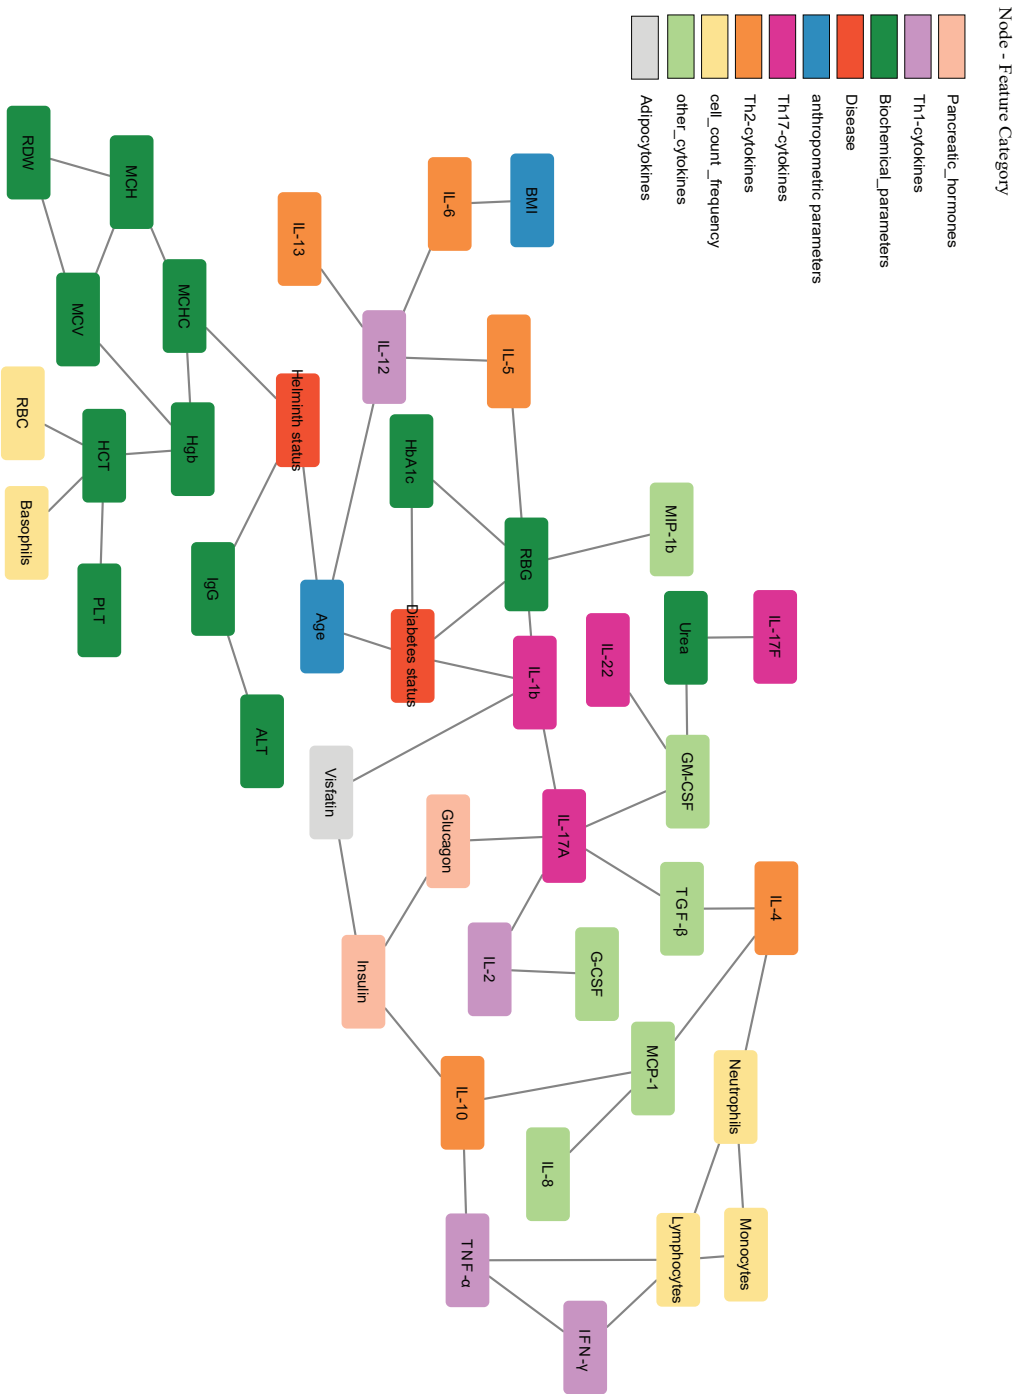 Node - Feature Category
Pancreatic_hormones
Th1-cytokines
Biochemical_parameters
Disease
anthropometric parameters
Th17-cytokines
Th2-cytokines
cell_count _frequency
other_cytokines
Adipocytokines
IL-17F
IL-4
Monocytes
Neutrophils
Urea
GM-CSF
MIP-1b
TGF-β
Lymphocytes
MCP-1
IL-22
G-CSF
IFN-γ
IL-17A
IL-8
BMI
IL-1b
RBG
IL-5
IL-2
TNF-α
IL-10
IL-6
Glucagon
Diabetes status
HbA1c
IL-12
Insulin
Visfatin
Age
IL-13
Helminth status
ALT
IgG
Hgb
MCHC
MCH
HCT
PLT
MCV
RDW
RBC
Basophils